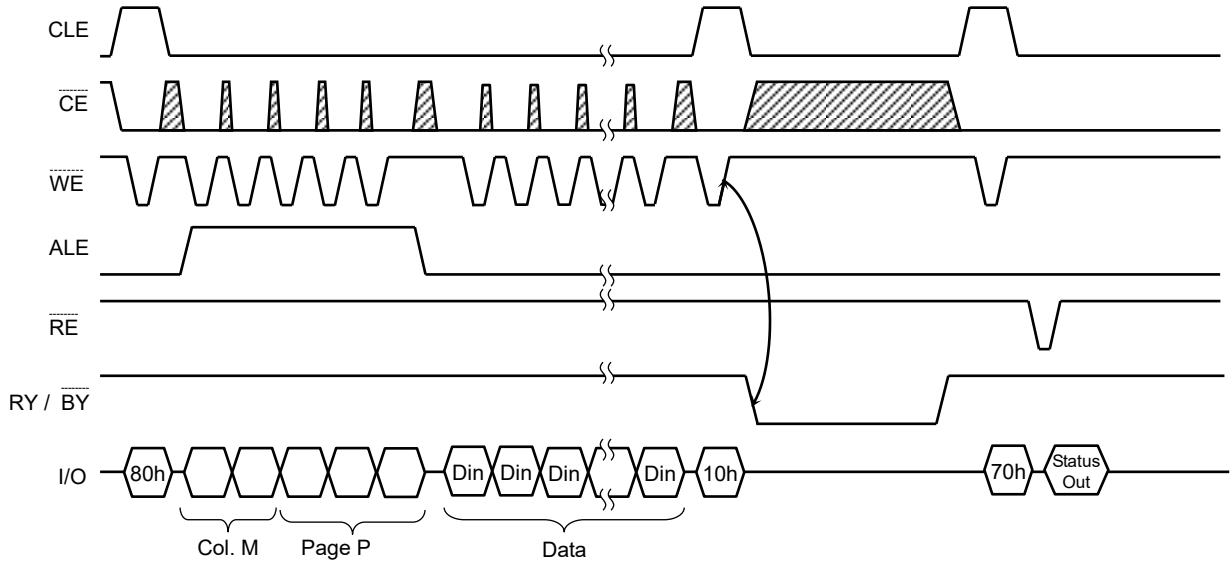 CLE
CE
WE
ALE
RE
RY / BY
I/O 80h Din Din Din Din 10h 70h Status Out
Col. M Page P Data